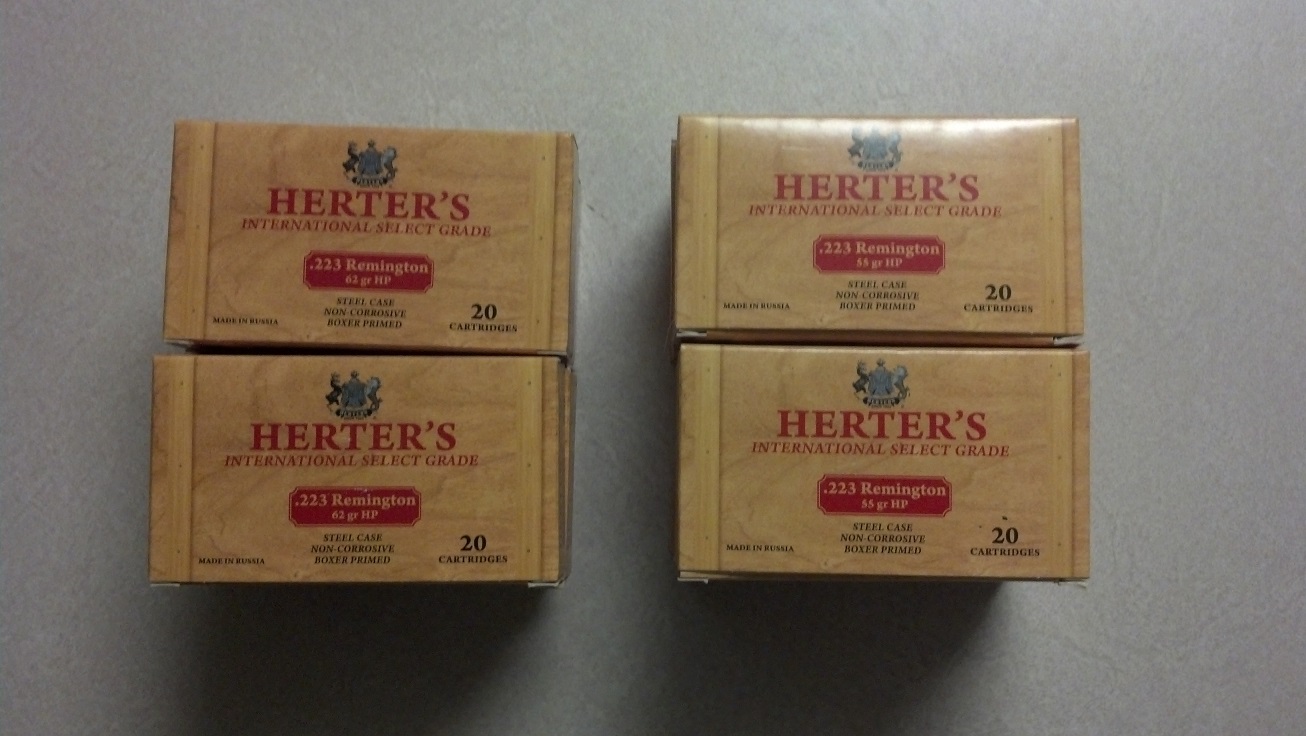 HERTER'S
INTERNATIONAL SELECT GRADE
.223 Remington
62 gr HP
STEEL CASE
NON-CORROSIVE
BOXER PRIMED
MADE IN RUSSIA
20
CARTRIDGES
HERTER'S
INTERNATIONAL SELECT GRADE
.223 Remington
55 gr HP
STEEL CASE
NON-CORROSIVE
BOXER PRIMED
MADE IN RUSSIA
20
CARTRIDGES
HERTER'S
INTERNATIONAL SELECT GRADE
.223 Remington
62 gr HP
STEEL CASE
NON-CORROSIVE
BOXER PRIMED
MADE IN RUSSIA
20
CARTRIDGES
HERTER'S
INTERNATIONAL SELECT GRADE
.223 Remington
55 gr HP
STEEL CASE
NON-CORROSIVE
BOXER PRIMED
MADE IN RUSSIA
20
CARTRIDGES